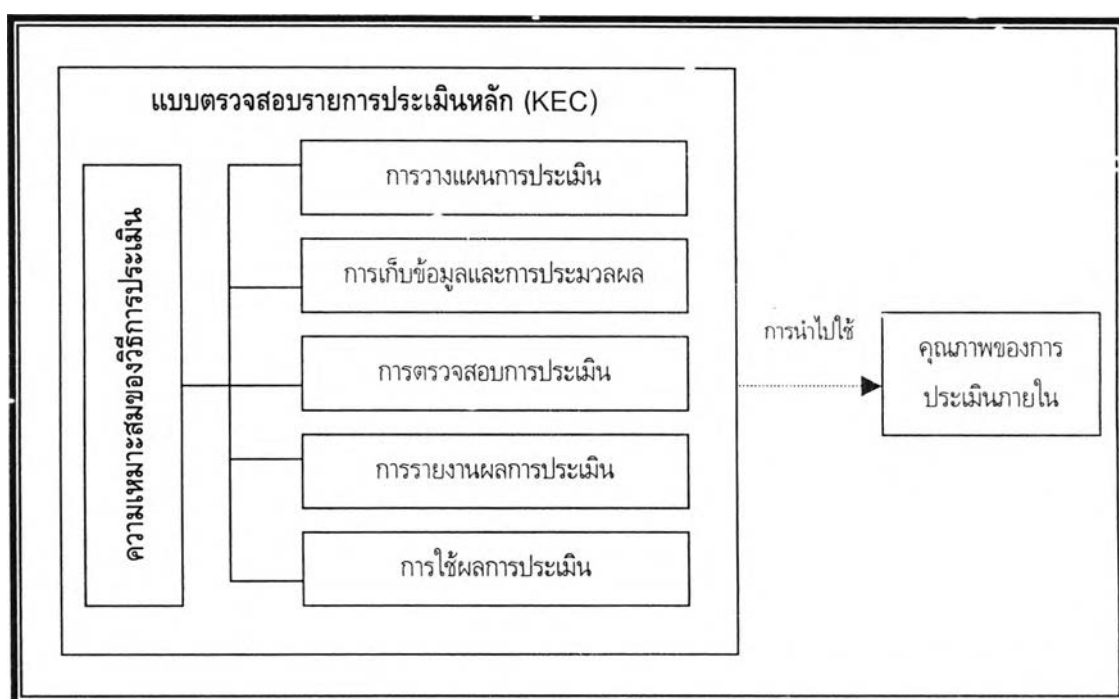 แบบตรวจสอบรายการประเมินหลัก (KEC)
ความเหมาะสมของวิธีการประเมิน
การวางแผนการประเมิน
การเก็บข้อมูลและการประมวลผล
การตรวจสอบการประเมิน
การรายงานผลการประเมิน
การใช้ผลการประเมิน
การนำไปใช้
คุณภาพของการ
ประเมินภายใน